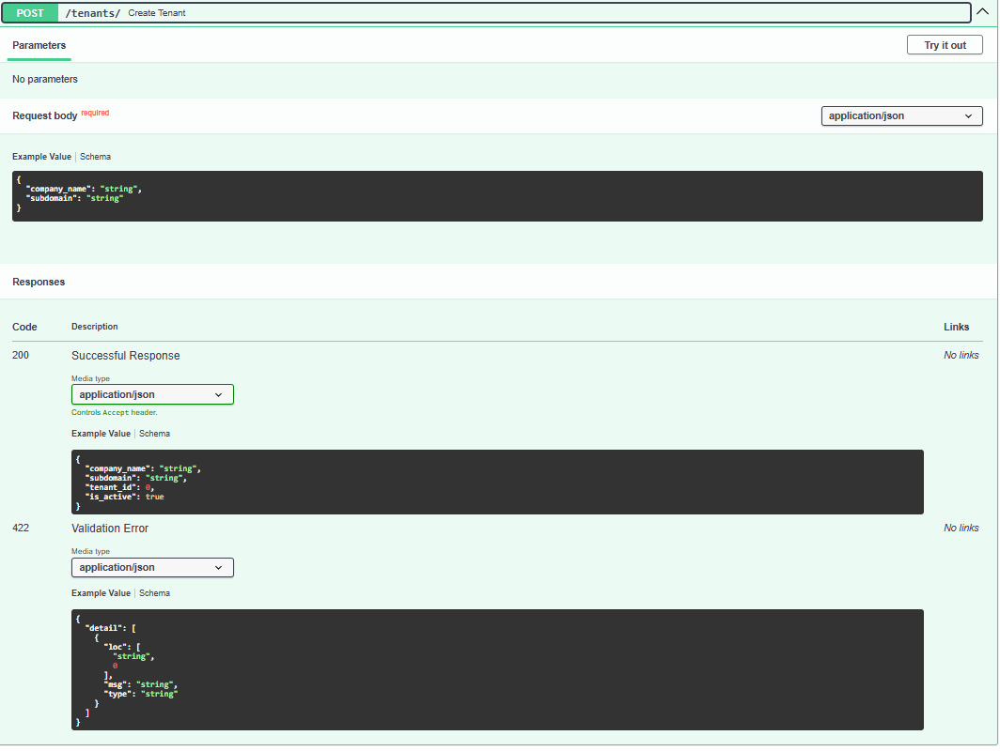 POST /tenants/ Create Tenant
Parameters
Try it out
No parameters
Request body required
application/json
Example Value | Schema
{
  "company_name": "string",
  "subdomain": "string"
}
Responses
Code Description Links
200 Successful Response No links
Media type
application/json
Controls Accept header.
Example Value | Schema
{
  "company_name": "string",
  "subdomain": "string",
  "tenant_id": 0,
  "is_active": true
}
422 Validation Error No links
Media type
application/json
Example Value | Schema
{
  "detail": [
    {
      "loc": [
        "string",
        0
      ],
      "msg": "string",
      "type": "string"
    }
  ]
}